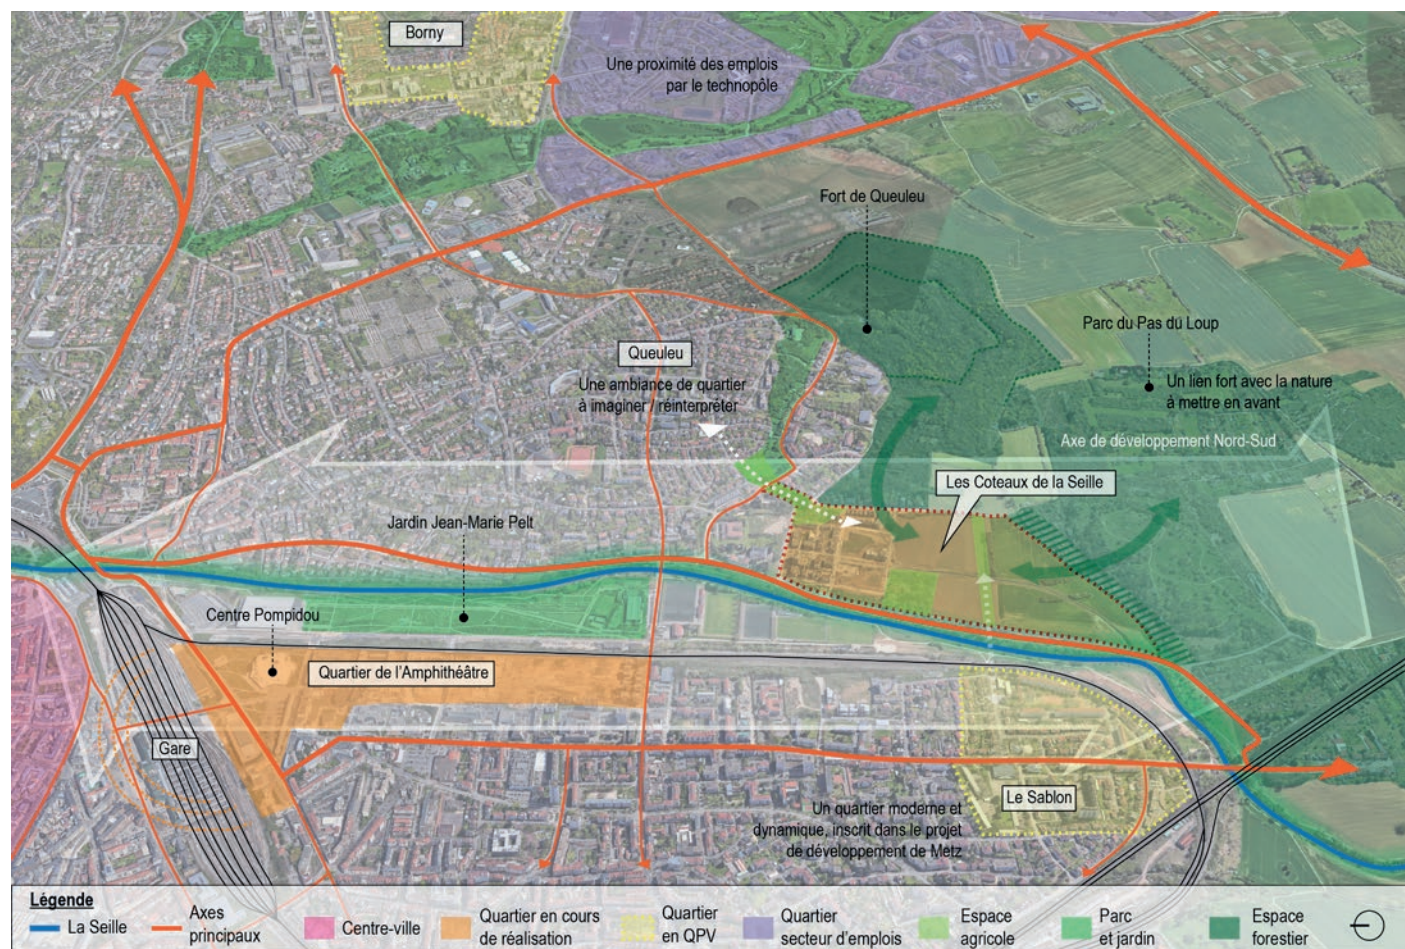 Borny
Une proximité des emplois
par le technopôle
Fort de Queuleu
Parc du Pas du Loup
Queuleu
Une ambiance de quartier
à imaginer / réinterpréter
Un lien fort avec la nature
à mettre en avant
Axe de développement Nord-Sud
Les Coteaux de la Seille
Jardin Jean-Marie Pelt
Centre Pompidou
Quartier de l'Amphithéâtre
Gare
Le Sablon
Un quartier moderne et
dynamique, inscrit dans le projet
de développement de Metz
Légende
La Seille
Axes
principaux
Centre-ville
Quartier en cours
de réalisation
Quartier
en QPV
Quartier
secteur d'emplois
Espace
agricole
Parc
et jardin
Espace
forestier